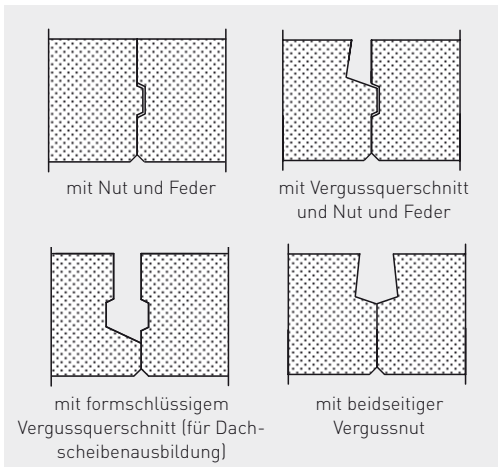 mit Nut und Feder
mit Vergussquerschnitt
und Nut und Feder
mit formschlüssigem
Vergussquerschnitt (für Dach-
scheibenausbildung)
mit beidseitiger
Vergussnut